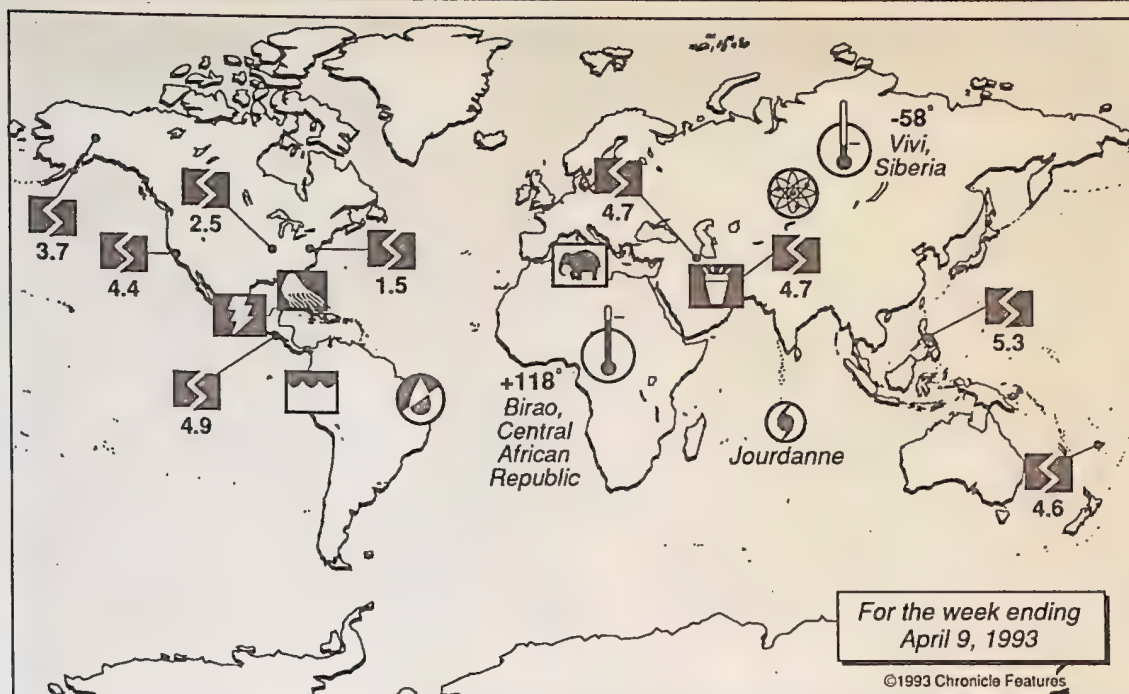 -58°
Vivi,
Siberia
2.5
4.7
3.7
4.4
1.5
4.7
5.3
4.9
+118°
Birao,
Central
African
Republic
Jourdanne
4.6
For the week ending
April 9, 1993
©1993 Chronicle Features